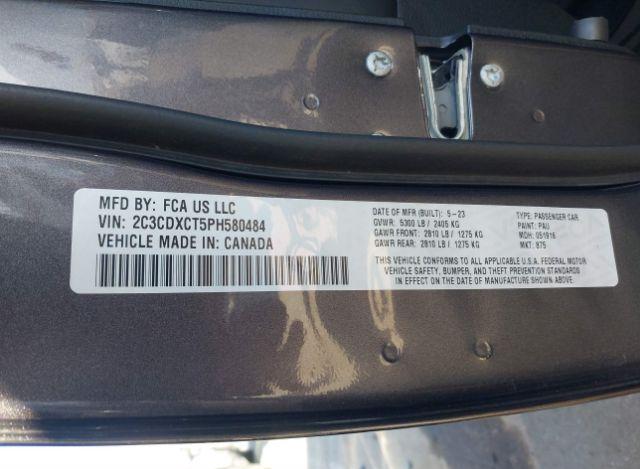 MFD BY: FCA US LLC
VIN: 2C3CDXCT5PH580484
VEHICLE MADE IN: CANADA
DATE OF MFR (BUILT): 5-23
GVWR: 5300 LB / 2405 KG
GAWR FRONT: 2810 LB / 1275 KG
GAWR REAR: 2810 LB / 1275 KG
TYPE: PASSENGER CAR
PAINT: PAU
MDH: 051916
MKT: 875
CONFORMS TO ALL APPLICABLE U.S.A. FEDERAL MOTOR
VEHICLE SAFETY, BUMPER, AND THEFT PREVENTION STANDARDS
IN EFFECT ON THE DATE OF MANUFACTURE SHOWN ABOVE.